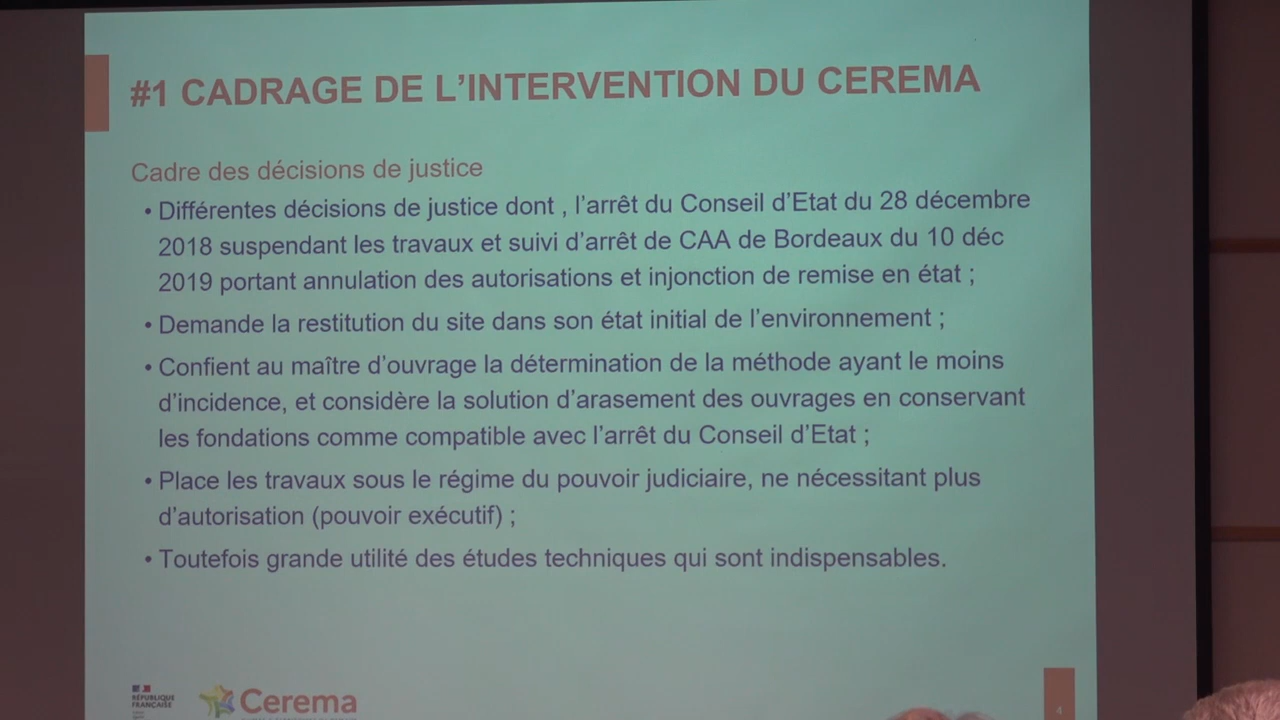 #1 CADRAGE DE L'INTERVENTION DU CEREMA
Cadre des décisions de justice
• Différentes décisions de justice dont , l'arrêt du Conseil d'Etat du 28 décembre
2018 suspendant les travaux et suivi d'arrêt de CAA de Bordeaux du 10 déc
2019 portant annulation des autorisations et injonction de remise en état ;
• Demande la restitution du site dans son état initial de l'environnement ;
• Confient au maître d'ouvrage la détermination de la méthode ayant le moins
d'incidence, et considère la solution d'arasement des ouvrages en conservant
les fondations comme compatible avec l'arrêt du Conseil d'Etat ;
• Place les travaux sous le régime du pouvoir judiciaire, ne nécessitant plus
d'autorisation (pouvoir exécutif) ;
• Toutefois grande utilité des études techniques qui sont indispensables.
RÉPUBLIQUE
FRANÇAISE
Cerema
4